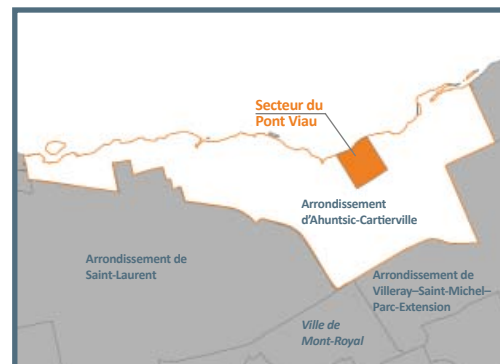 Secteur du
Pont Viau
Arrondissement
d'Ahuntsic-Cartierville
Arrondissement de
Saint-Laurent
Arrondissement de
Villeray–Saint-Michel–
Parc-Extension
Ville de
Mont-Royal